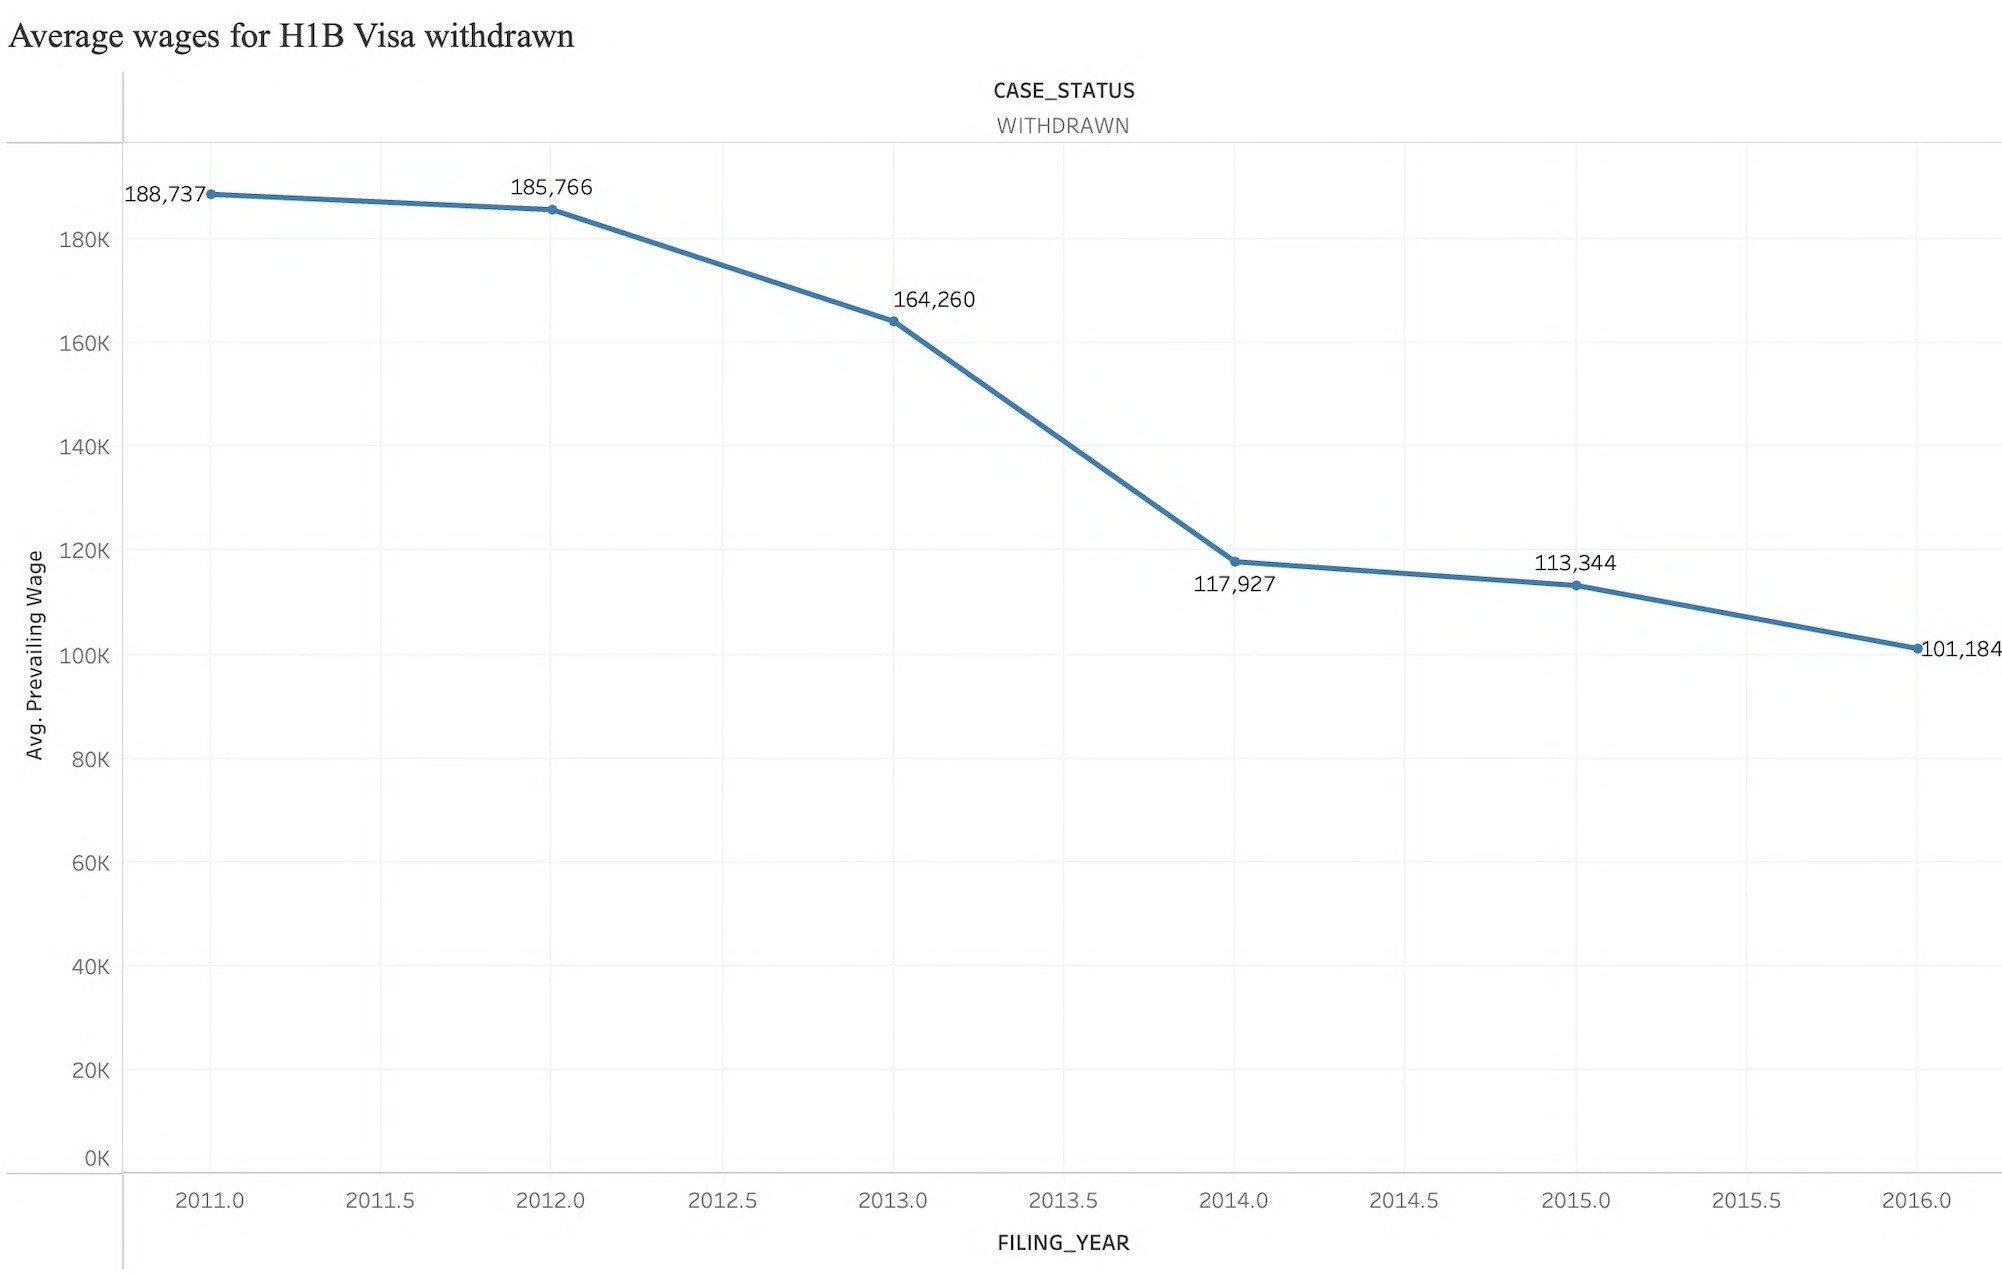 Average wages for H1B Visa withdrawn
CASE_STATUS
WITHDRAWN
188,737
185,766
164,260
117,927
113,344
101,184
Avg. Prevailing Wage
180K
160K
140K
120K
100K
80K
60K
40K
20K
0K
2011.0 2011.5 2012.0 2012.5 2013.0 2013.5 2014.0 2014.5 2015.0 2015.5 2016.0
FILING_YEAR